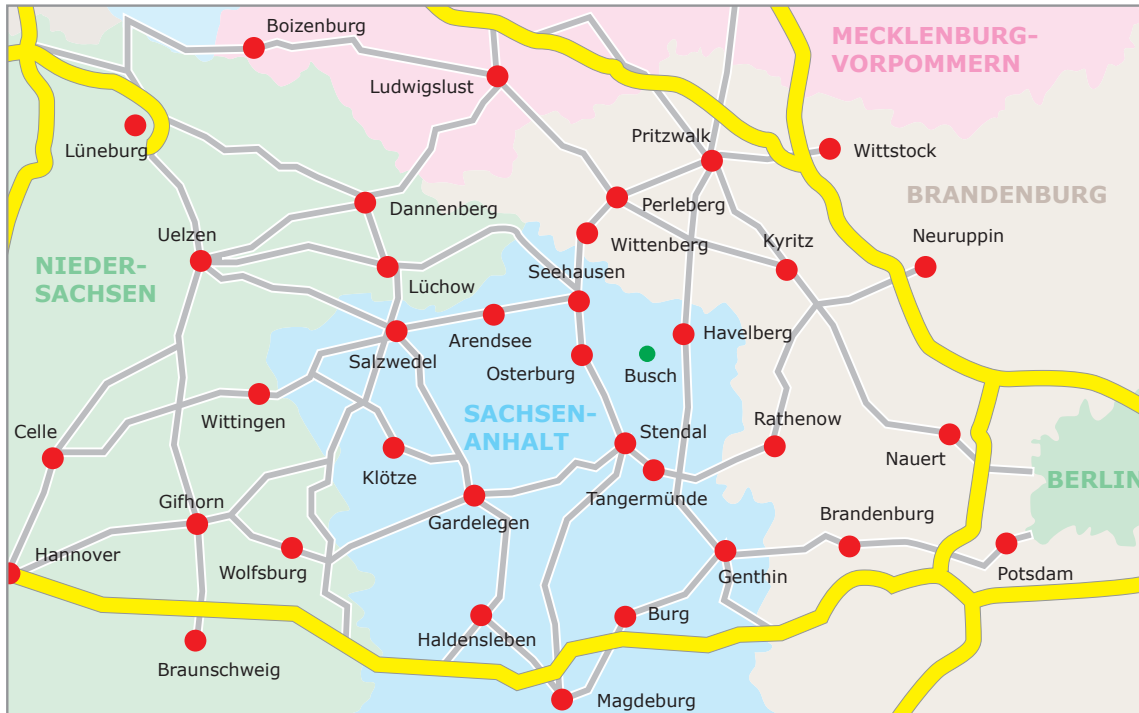 Boizenburg
MECKLENBURG-
VORPOMMERN
Ludwigslust
Pritzwalk
Lüneburg
Wittstock
BRANDENBURG
Dannenberg
Perleberg
Uelzen
Wittenberg
Kyritz
Neuruppin
NIEDER-
SACHSEN
Lüchow
Seehausen
Arendsee
Havelberg
Salzwedel
Osterburg
Busch
Wittingen
SACHSEN-
ANHALT
Celle
Stendal
Rathenow
Klötze
Nauert
Tangermünde
BERLIN
Gifhorn
Gardelegen
Brandenburg
Hannover
Wolfsburg
Genthin
Potsdam
Burg
Haldensleben
Braunschweig
Magdeburg